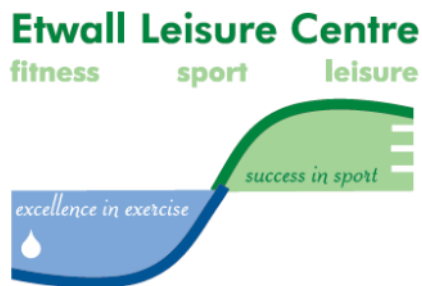 Etwall Leisure Centre
fitness sport leisure
success in sport
excellence in exercise